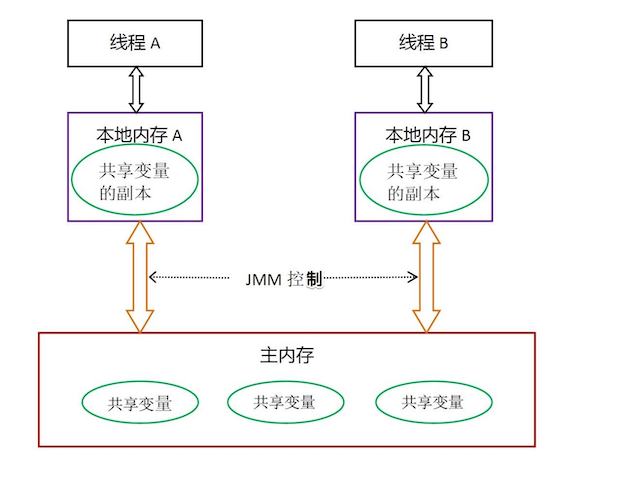 线程 A
线程 B
本地内存 A
共享变量
的副本
本地内存 B
共享变量
的副本
JMM 控制
主内存
共享变量
共享变量
共享变量